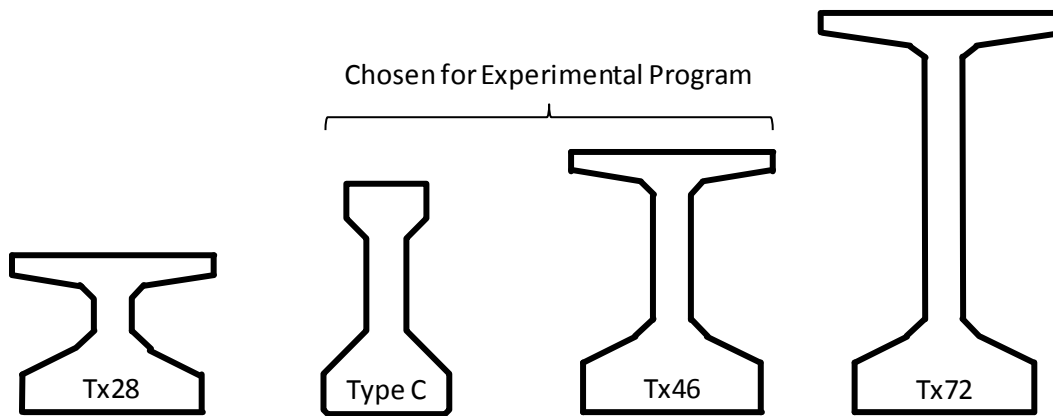 Chosen for Experimental Program
Tx28
Type C
Tx46
Tx72